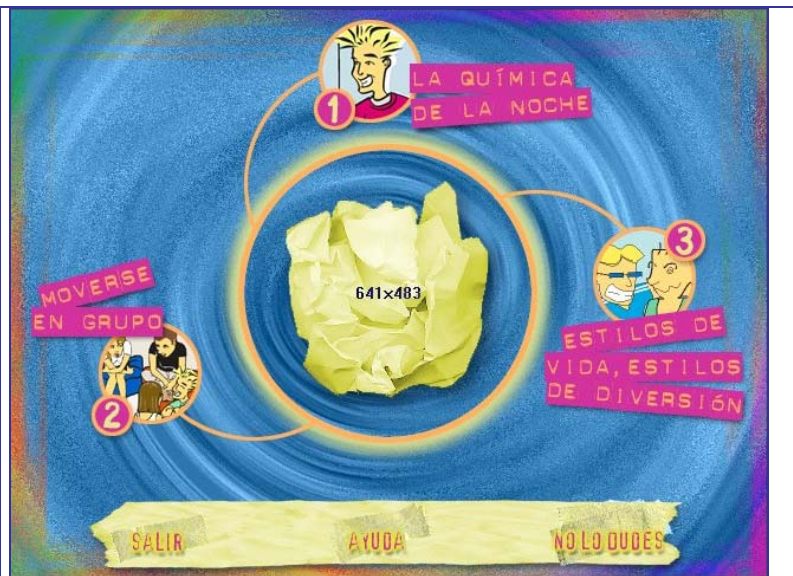 1
LA QUÍMICA
DE LA NOCHE
3
641x483
MOVERSE
EN GRUPO
ESTILOS DE
VIDA, ESTILOS
DE DIVERSIÓN
2
SALIR
AYUDA
NO LO DUDES